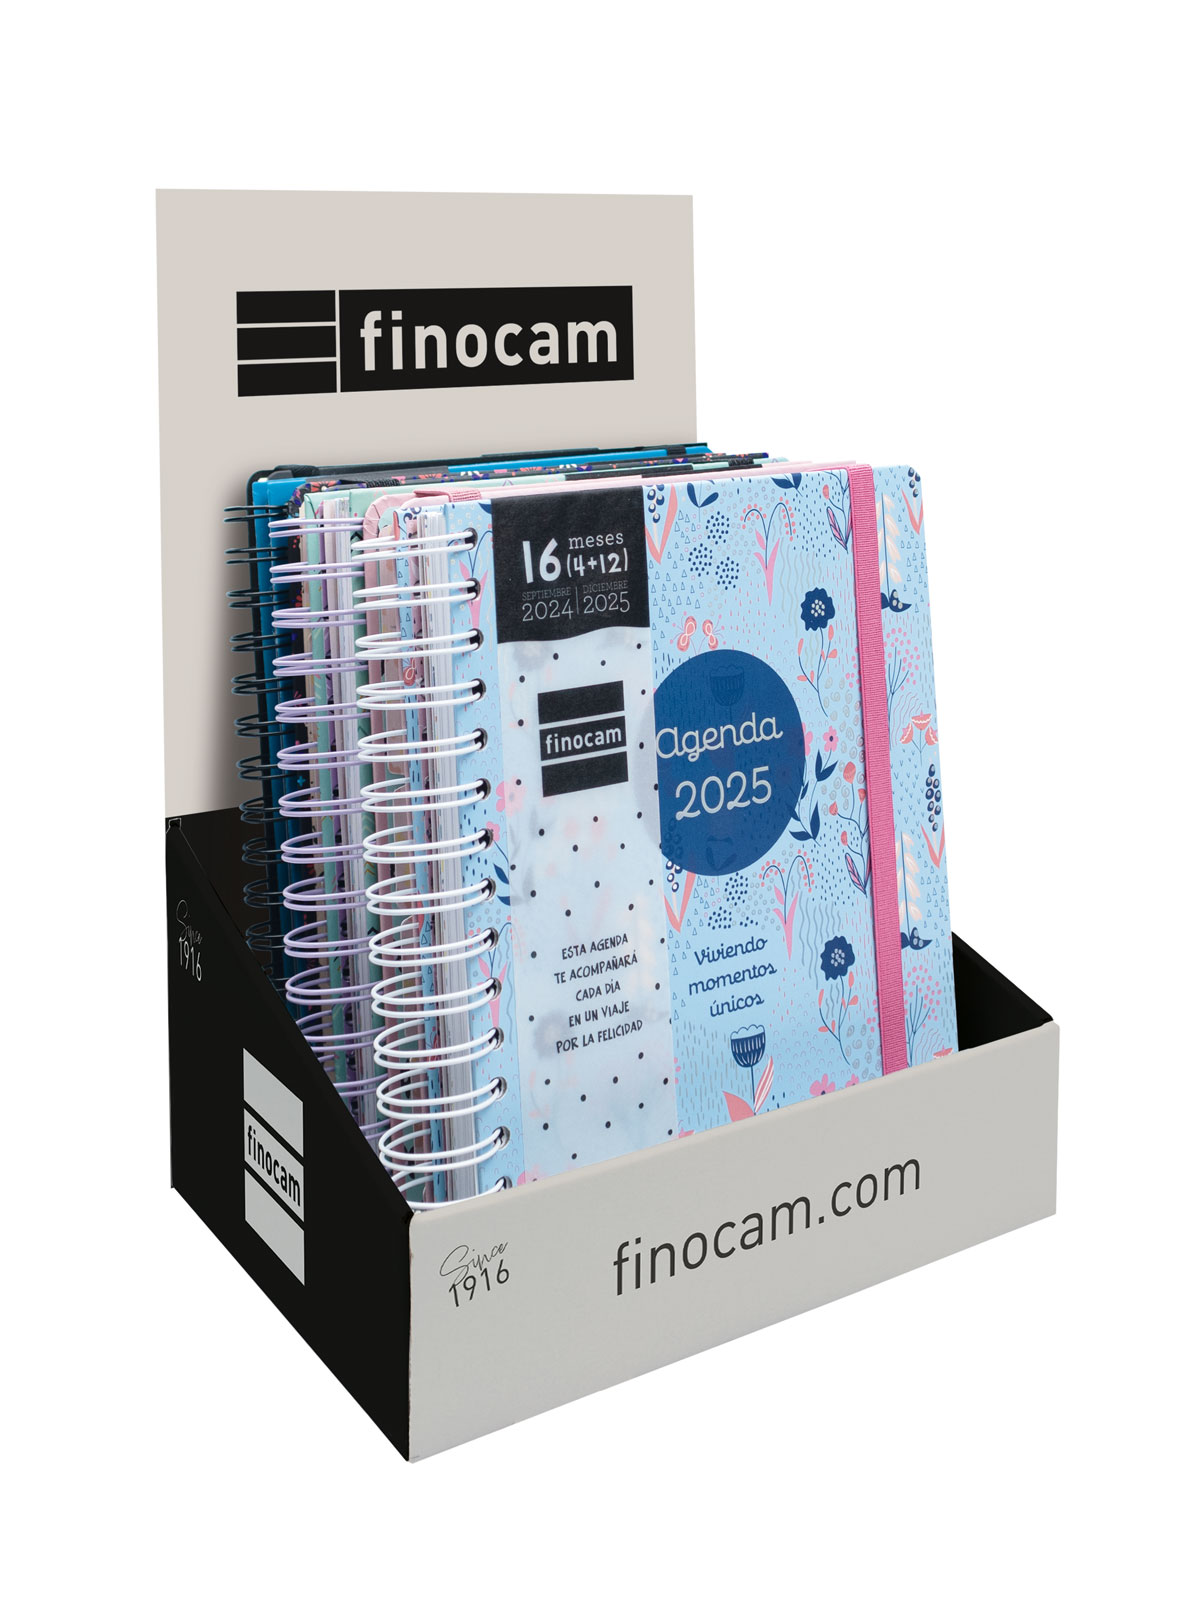 finocam
16 meses
(4+12)
SEPTIEMBRE
2024
DICIEMBRE
2025
finocam
Agenda
2025
ESTA AGENDA
TE ACOMPAÑARÁ
CADA DÍA
EN UN VIAJE
POR LA FELICIDAD
Viviendo
momentos
únicos
Since
1916
finocam
Since
1916
finocam.com